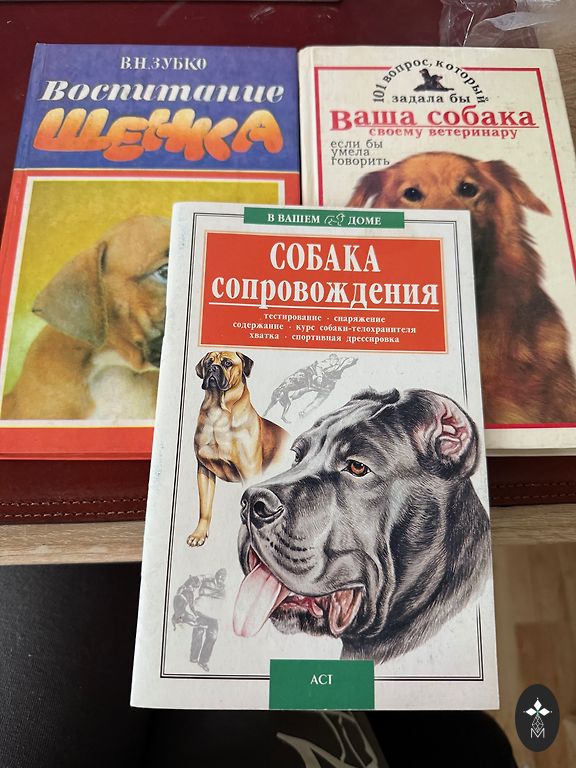 В.Н.ЗУБКО
Воспитание
ЩЕНКА
101 вопрос, который
задала бы
Ваша собака
своему ветеринару
если бы
умела
говорить
В ВАШЕМ ДОМЕ
СОБАКА
СОПРОВОЖДЕНИЯ
тестирование · снаряжение
содержание · курс собаки-телохранителя
хватка · спортивная дрессировка
АСТ
М